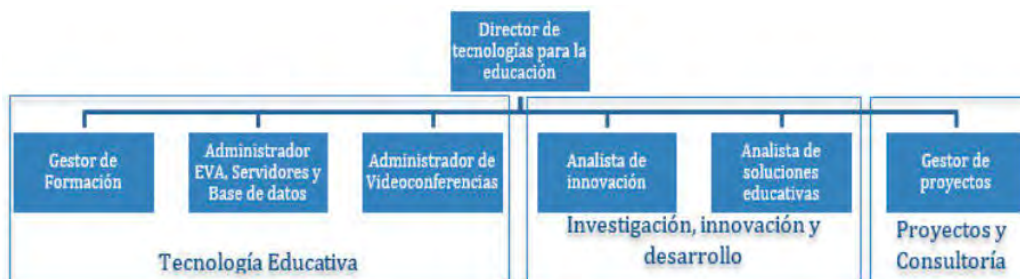 Director de
tecnologías para la
educación
Gestor de
Formación
Administrador
EVA, Servidores y
Base de datos
Administrador de
Videoconferencias
Analista de
innovación
Analista de
soluciones
educativas
Gestor de
proyectos
Tecnología Educativa
Investigación, innovación y
desarrollo
Proyectos y
Consultoría